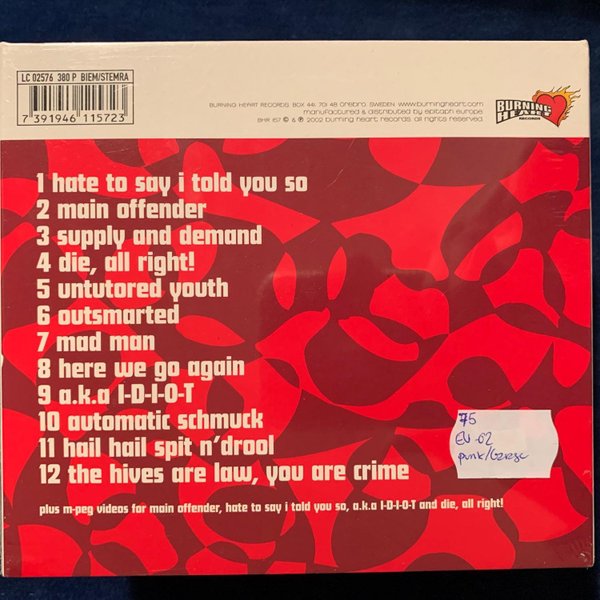 LC 02576 380 P BIEM/STEMRA
7 391946 115723
BURNING HEART RECORDS, BOX 441, 701 48 Örebro, SWEDEN. www.burningheart.com
manufactured & distributed by epitaph europe
BHR 157 © & ℗ 2002 burning heart records. all rights reserved.
BURNING
HEART
RECORDS
1 hate to say i told you so
2 main offender
3 supply and demand
4 die, all right!
5 untutored youth
6 outsmarted
7 mad man
8 here we go again
9 a.k.a I-D-I-O-T
10 automatic schmuck
11 hail hail spit n'drool
12 the hives are law, you are crime
plus m-peg videos for main offender, hate to say i told you so, a.k.a I-D-I-O-T and die, all right!
75
EU -02
punk/